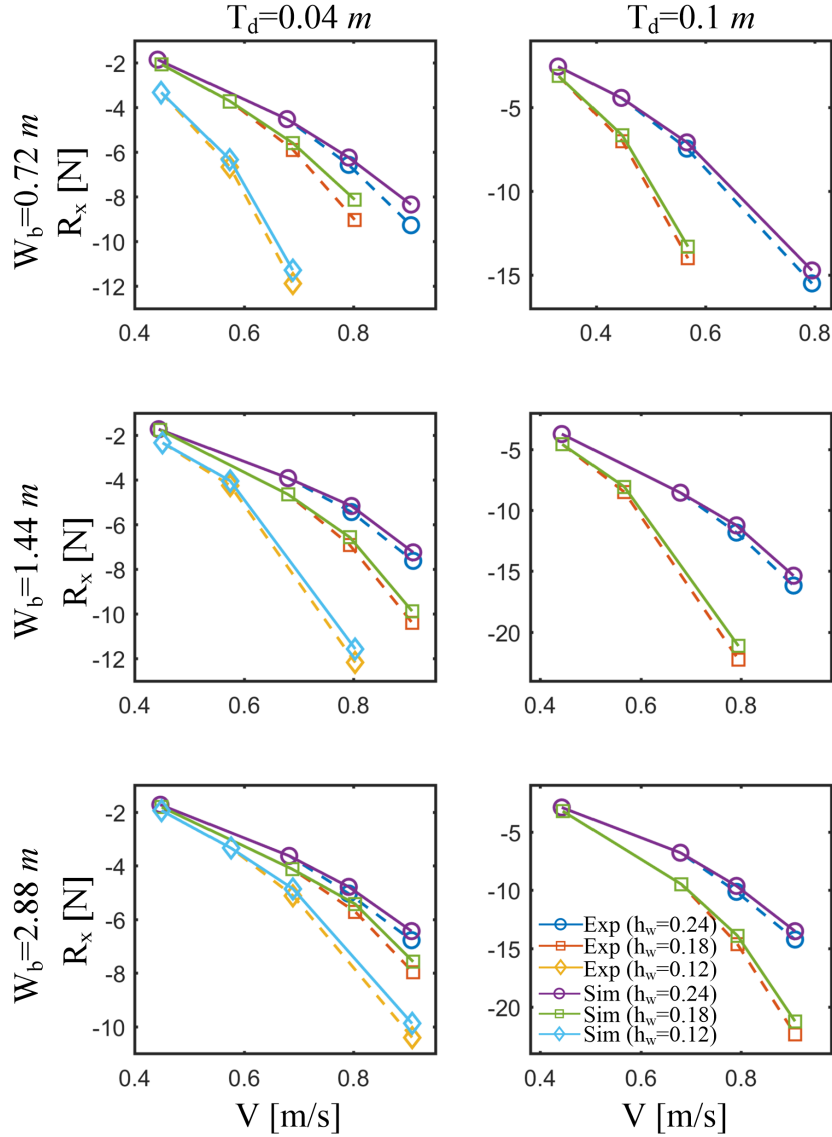 T_d=0.04 m
T_d=0.1 m
W_b=0.72 m
R_x [N]
-2
-4
-6
-8
-10
-12
0.4 0.6 0.8
-5
-10
-15
0.4 0.6 0.8
W_b=1.44 m
R_x [N]
-2
-4
-6
-8
-10
-12
0.4 0.6 0.8
-5
-10
-15
-20
0.4 0.6 0.8
W_b=2.88 m
R_x [N]
-2
-4
-6
-8
-10
0.4 0.6 0.8
V [m/s]
-5
-10
-15
-20
Exp (h_w=0.24)
Exp (h_w=0.18)
Exp (h_w=0.12)
Sim (h_w=0.24)
Sim (h_w=0.18)
Sim (h_w=0.12)
0.4 0.6 0.8
V [m/s]